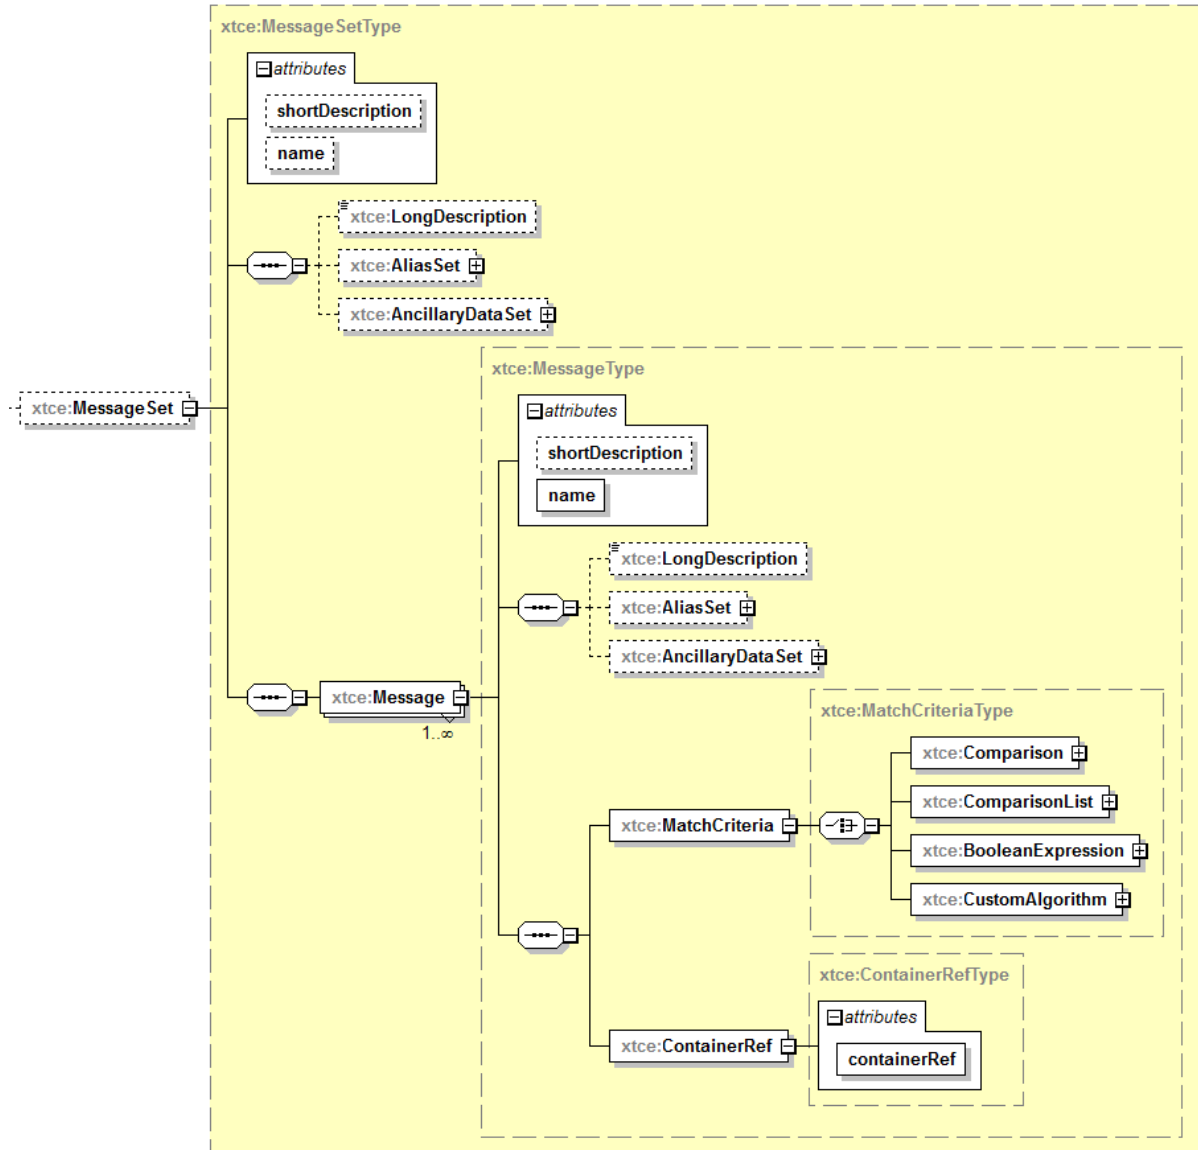 xtce:MessageSetType
attributes
shortDescription
name
xtce:LongDescription
xtce:AliasSet
xtce:AncillaryDataSet
xtce:MessageSet
xtce:MessageType
attributes
shortDescription
name
xtce:LongDescription
xtce:AliasSet
xtce:AncillaryDataSet
xtce:Message
1..∞
xtce:MatchCriteriaType
xtce:Comparison
xtce:ComparisonList
xtce:MatchCriteria
xtce:BooleanExpression
xtce:CustomAlgorithm
xtce:ContainerRefType
attributes
xtce:ContainerRef
containerRef